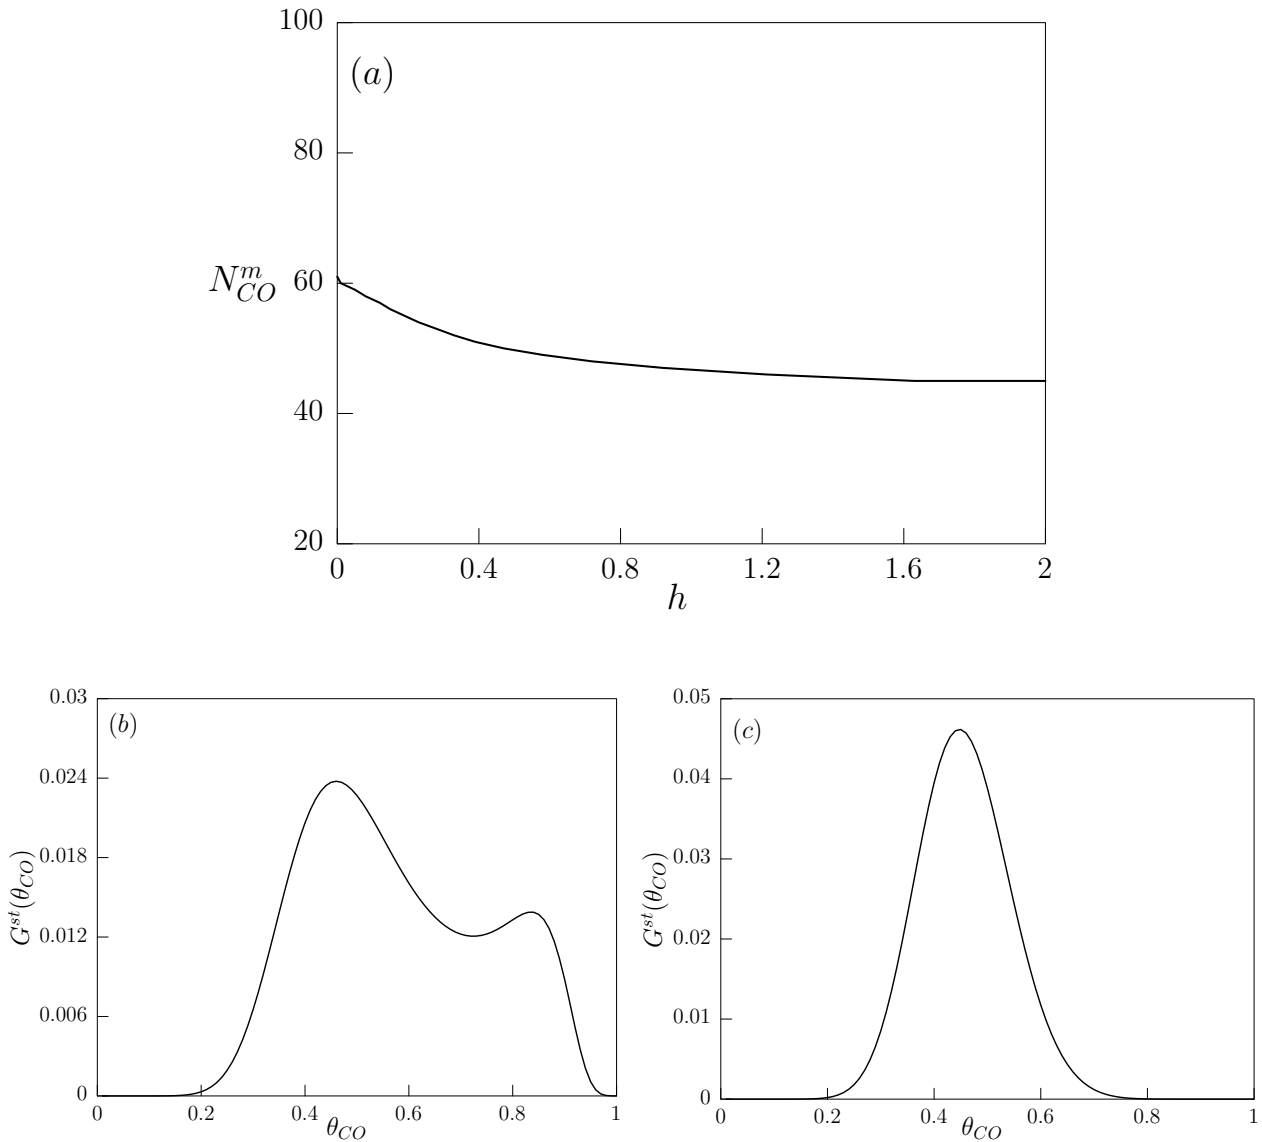 100
(a)
80
N_{CO}^{m} 60
40
20
0 0.4 0.8 1.2 1.6 2
h
0.03
(b)
0.024
0.018
0.012
0.006
0
G^{st}(θ_{CO})
0 0.2 0.4 0.6 0.8 1
θ_{CO}
0.05
(c)
0.04
0.03
0.02
0.01
0
G^{st}(θ_{CO})
0 0.2 0.4 0.6 0.8 1
θ_{CO}